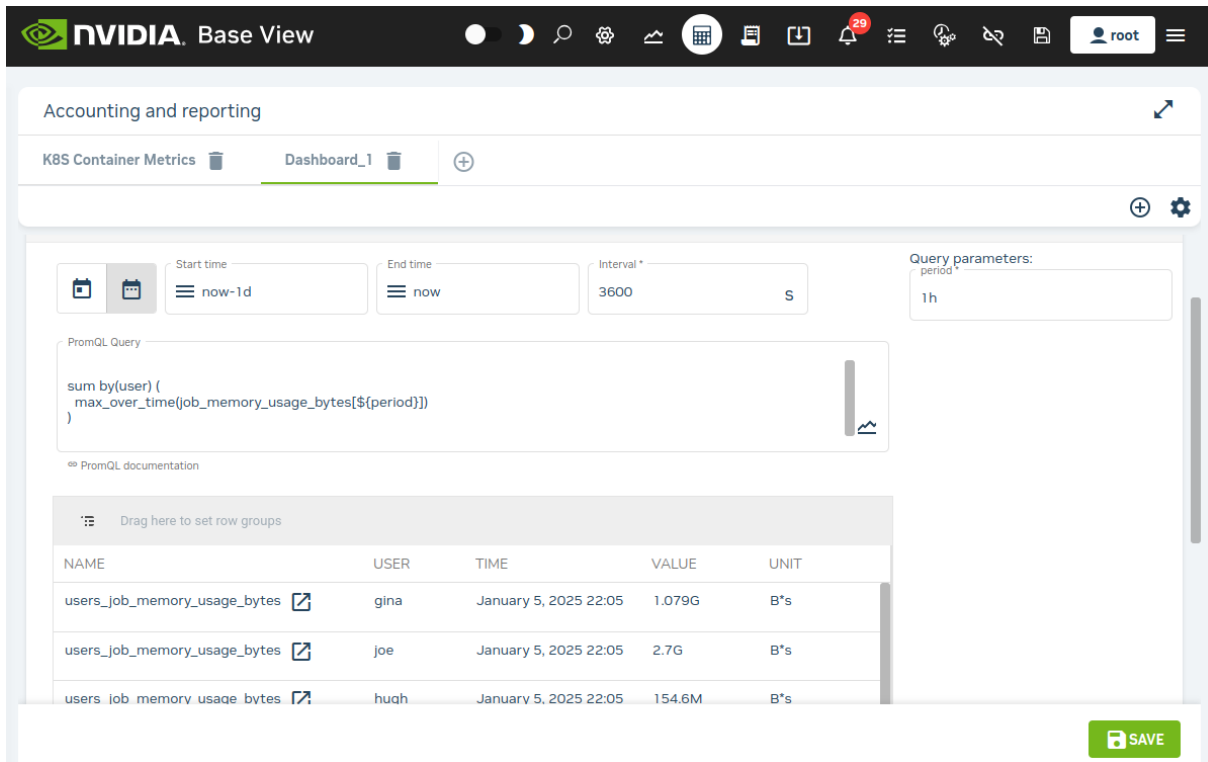 NVIDIA. Base View
29
root
Accounting and reporting
K8S Container Metrics
Dashboard_1
Start time
now-1d
End time
now
Interval *
3600
s
Query parameters:
period *
1h
PromQL Query
sum by(user) (
max_over_time(job_memory_usage_bytes[${period}])
)
PromQL documentation
Drag here to set row groups
NAME USER TIME VALUE UNIT
users_job_memory_usage_bytes gina January 5, 2025 22:05 1.079G B*s
users_job_memory_usage_bytes joe January 5, 2025 22:05 2.7G B*s
users_job_memory_usage_bytes hugh January 5, 2025 22:05 154.6M B*s
SAVE